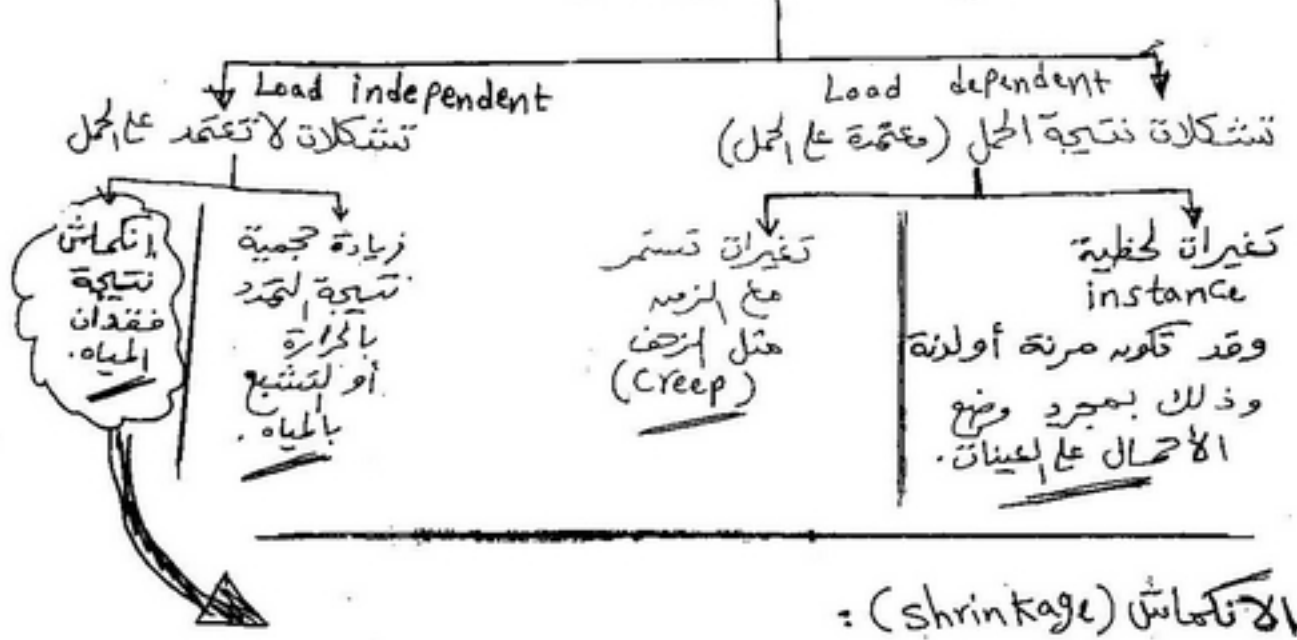 Load dependent
تشكلات نتيجة الحمل (معتمدة على الحمل)
تغيرات لحظية
instance
وقد تكون مرنة أو لدنة
وذلك بمجرد وضع
الأحمال على العينات.
تغيرات تستمر
مع الزمن
مثل الزحف
(Creep)
Load independent
تشكلات لا تعتمد على الحمل
زيادة حجمية
نتيجة التمدد
بالحرارة
أو لتشبع
بالمياه.
إنكماش
نتيجة
فقدان
المياه.
الانكماش (shrinkage) :